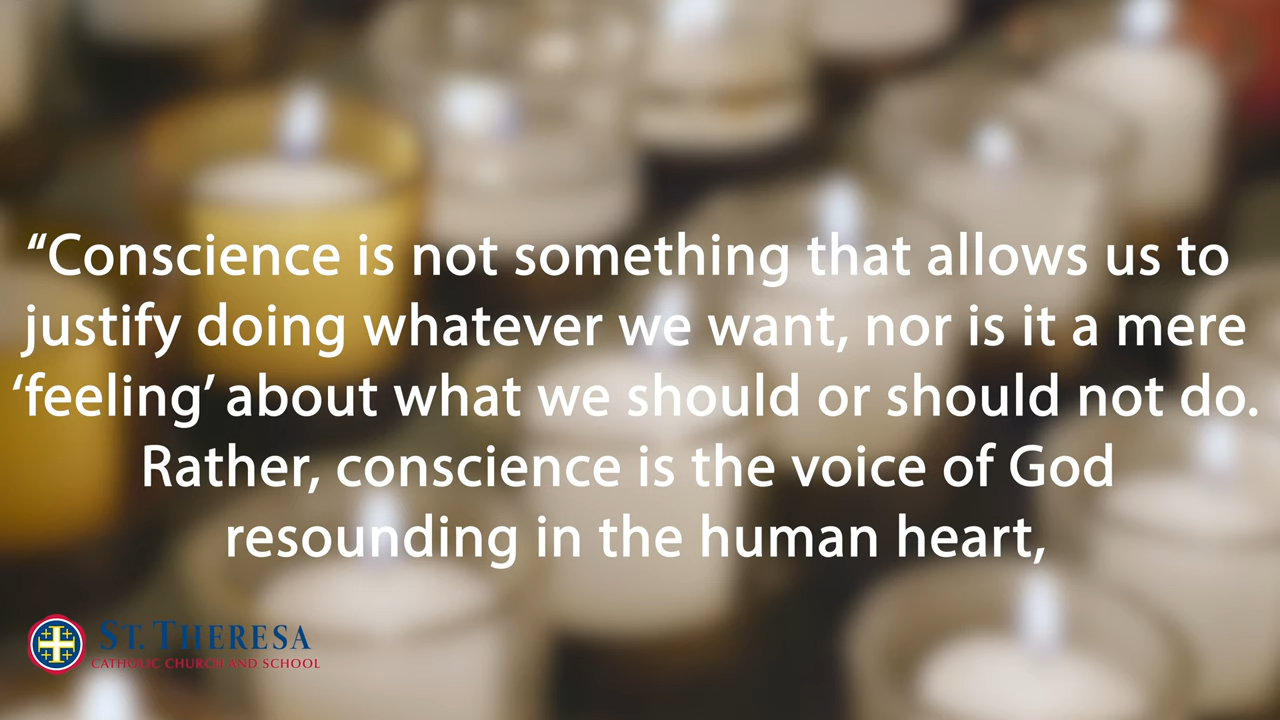 “Conscience is not something that allows us to
justify doing whatever we want, nor is it a mere
‘feeling’ about what we should or should not do.
Rather, conscience is the voice of God
resounding in the human heart,
ST. THERESA
CATHOLIC CHURCH AND SCHOOL